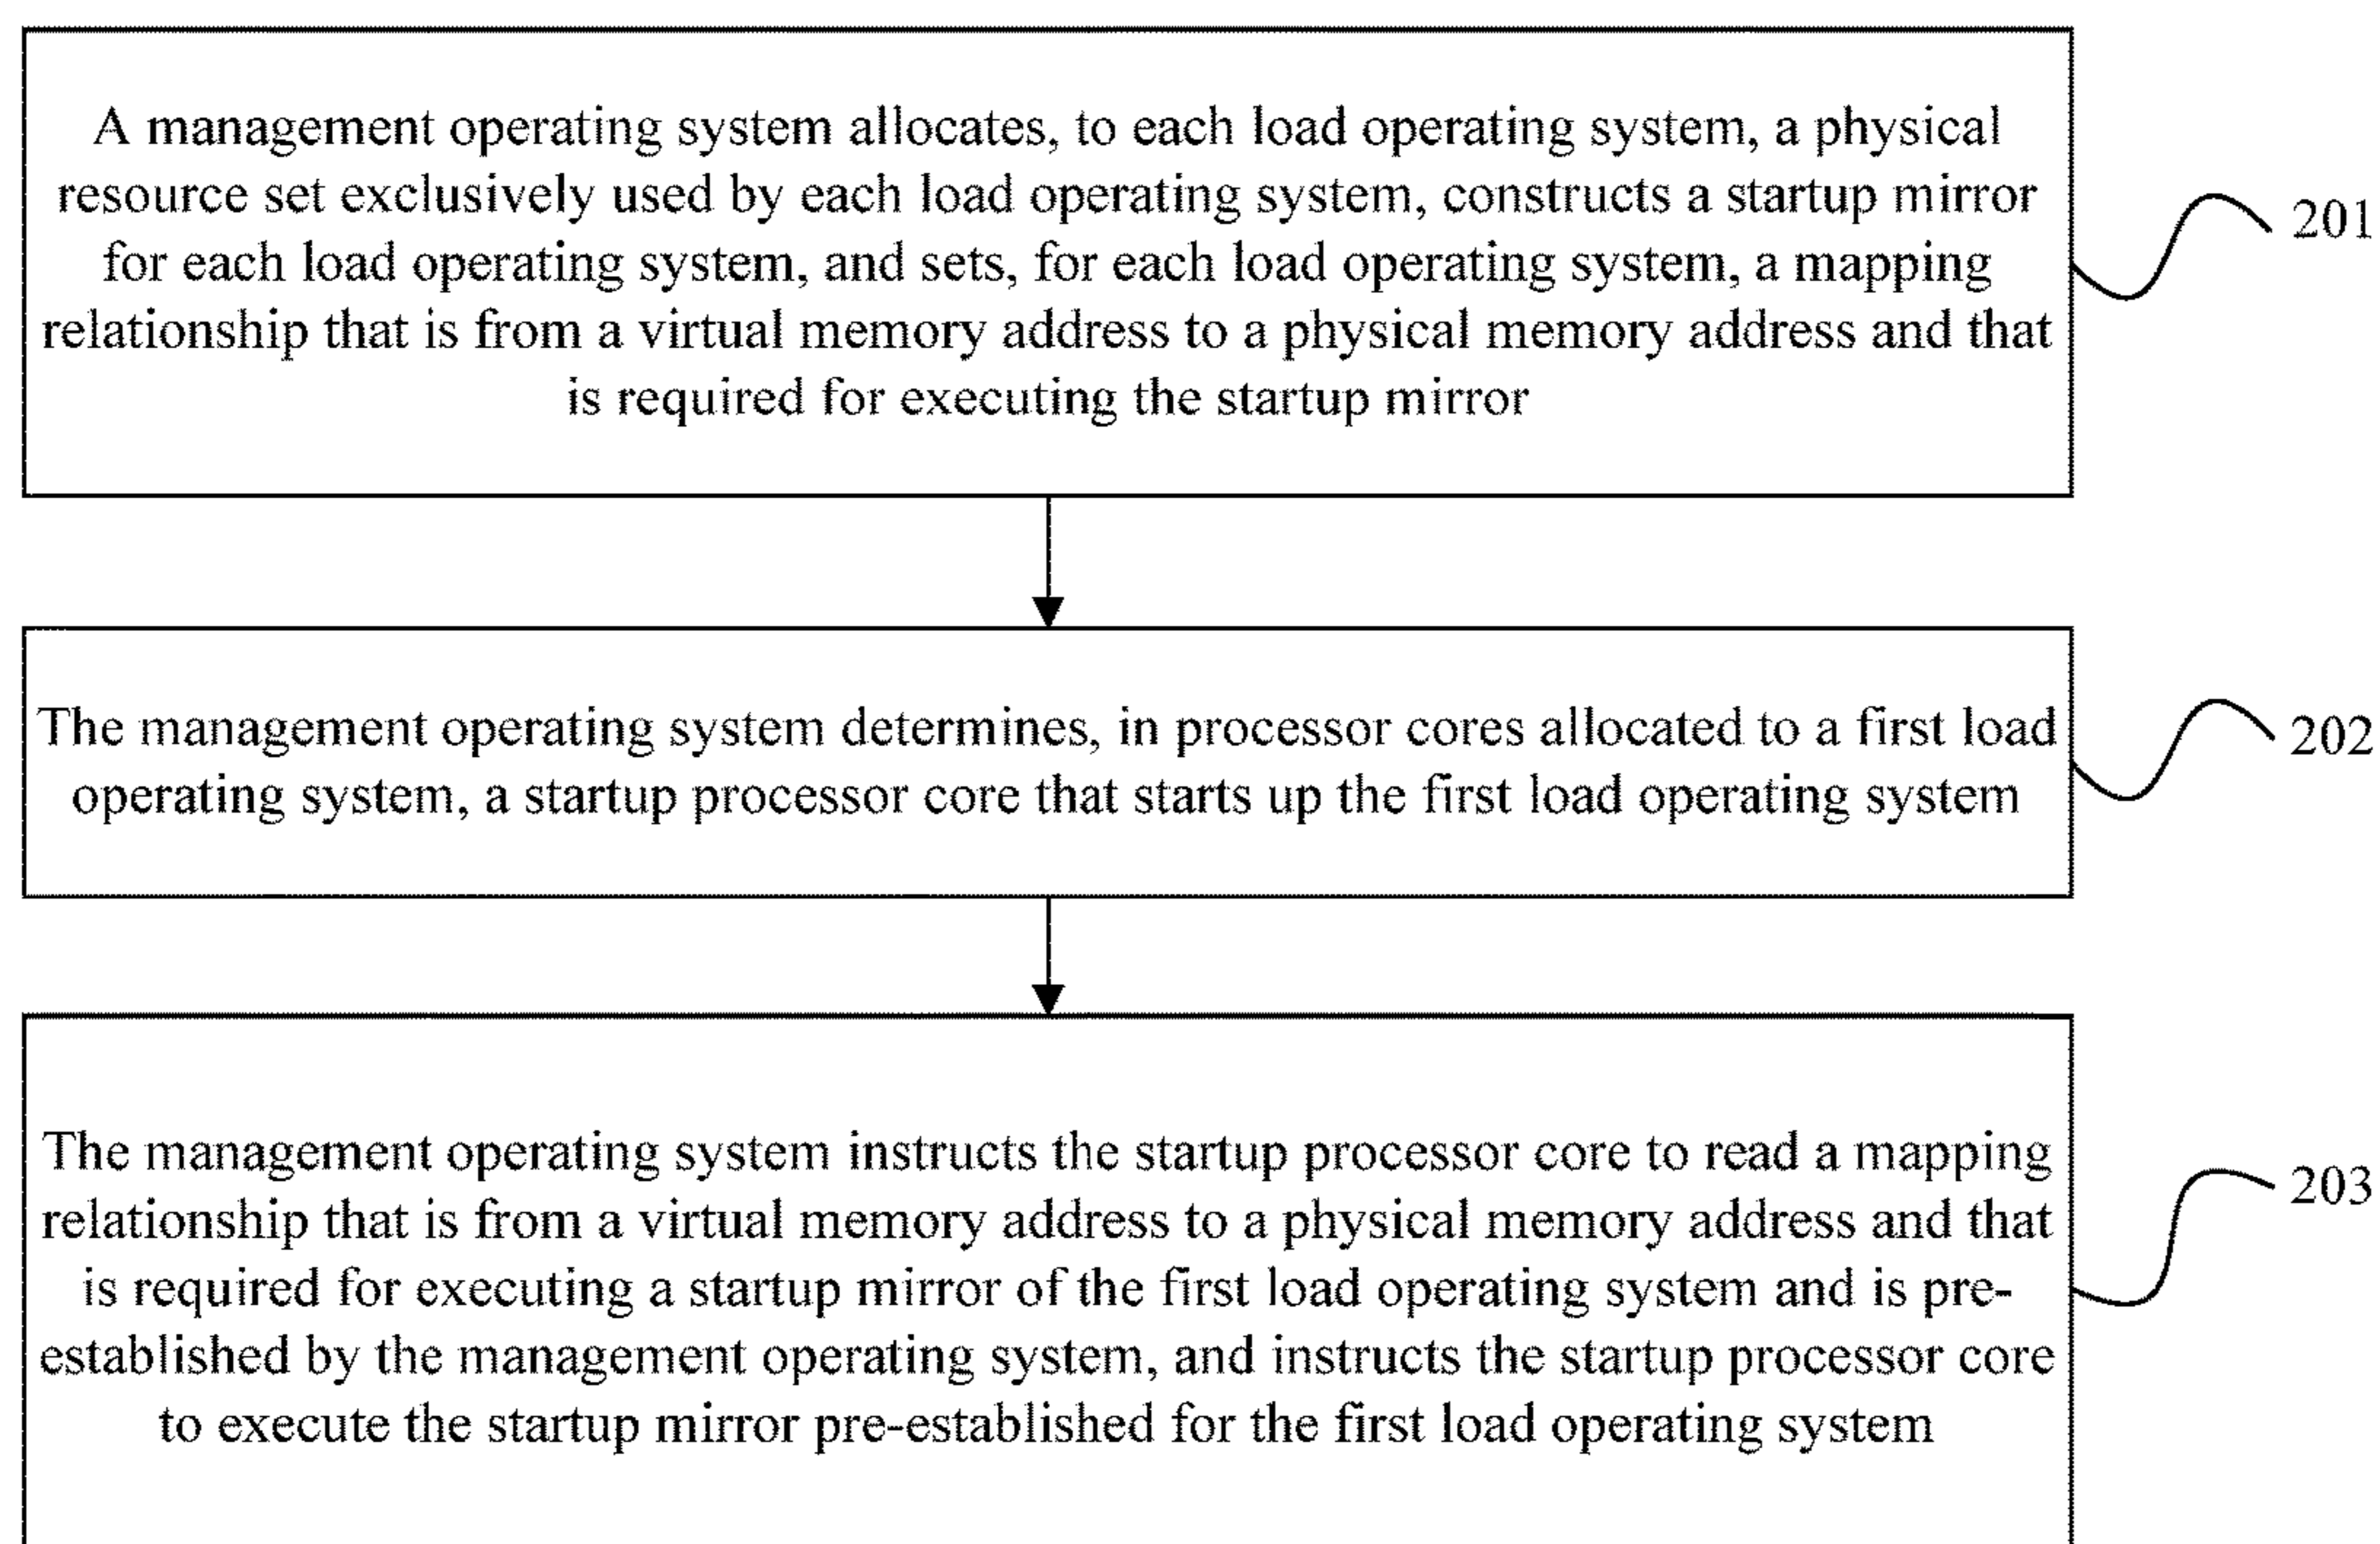 A management operating system allocates, to each load operating system, a physical
resource set exclusively used by each load operating system, constructs a startup mirror
for each load operating system, and sets, for each load operating system, a mapping
relationship that is from a virtual memory address to a physical memory address and that
is required for executing the startup mirror
201
The management operating system determines, in processor cores allocated to a first load
operating system, a startup processor core that starts up the first load operating system
202
The management operating system instructs the startup processor core to read a mapping
relationship that is from a virtual memory address to a physical memory address and that
is required for executing a startup mirror of the first load operating system and is pre-
established by the management operating system, and instructs the startup processor core
to execute the startup mirror pre-established for the first load operating system
203